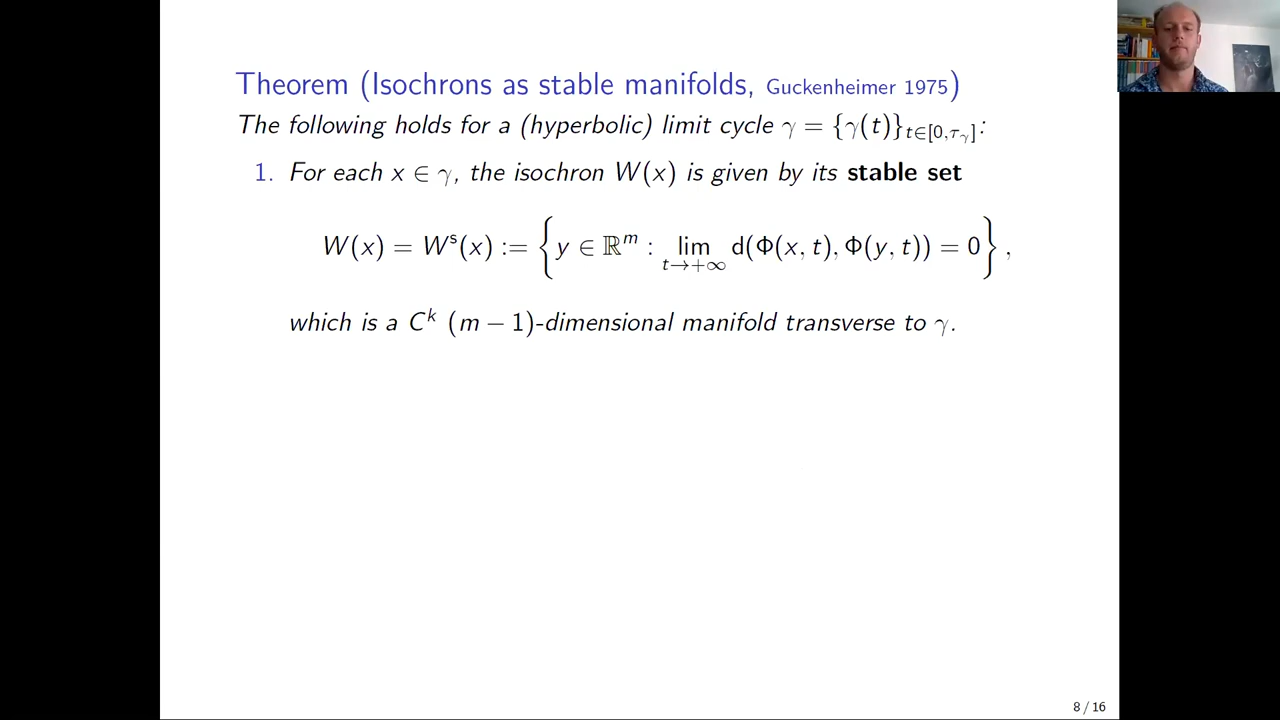 Theorem (Isochrons as stable manifolds, Guckenheimer 1975)
The following holds for a (hyperbolic) limit cycle γ = {γ(t)}_{t∈[0,τ_γ]}:
1. For each x ∈ γ, the isochron W(x) is given by its stable set
W(x) = W^s(x) := {y ∈ ℝ^m : lim_{t→+∞} d(Φ(x, t), Φ(y, t)) = 0} ,
which is a C^k (m − 1)-dimensional manifold transverse to γ.
8 / 16